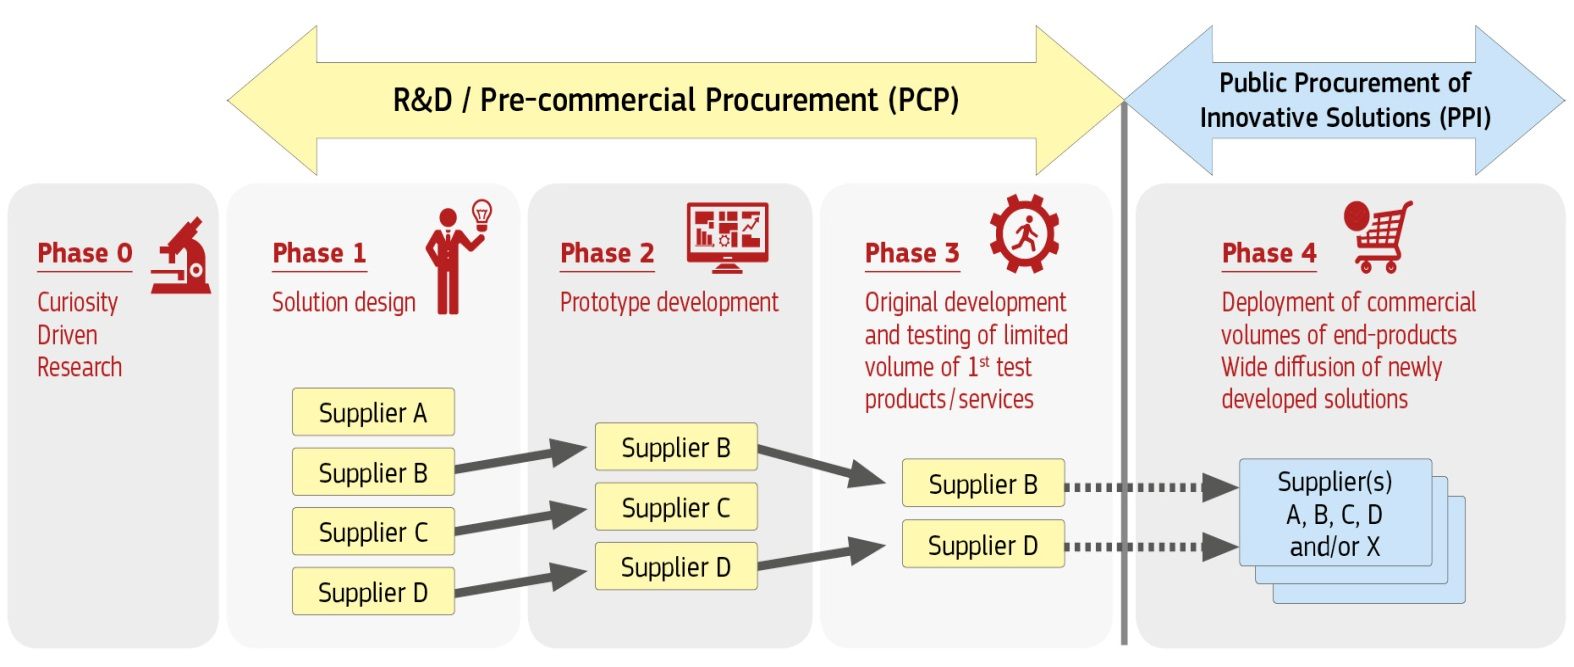 R&D / Pre-commercial Procurement (PCP)
Public Procurement of
Innovative Solutions (PPI)
Phase 0
Curiosity
Driven
Research
Phase 1
Solution design
Supplier A
Supplier B
Supplier C
Supplier D
Phase 2
Prototype development
Supplier B
Supplier C
Supplier D
Phase 3
Original development
and testing of limited
volume of 1st test
products/services
Supplier B
Supplier D
Phase 4
Deployment of commercial
volumes of end-products
Wide diffusion of newly
developed solutions
Supplier(s)
A, B, C, D
and/or X